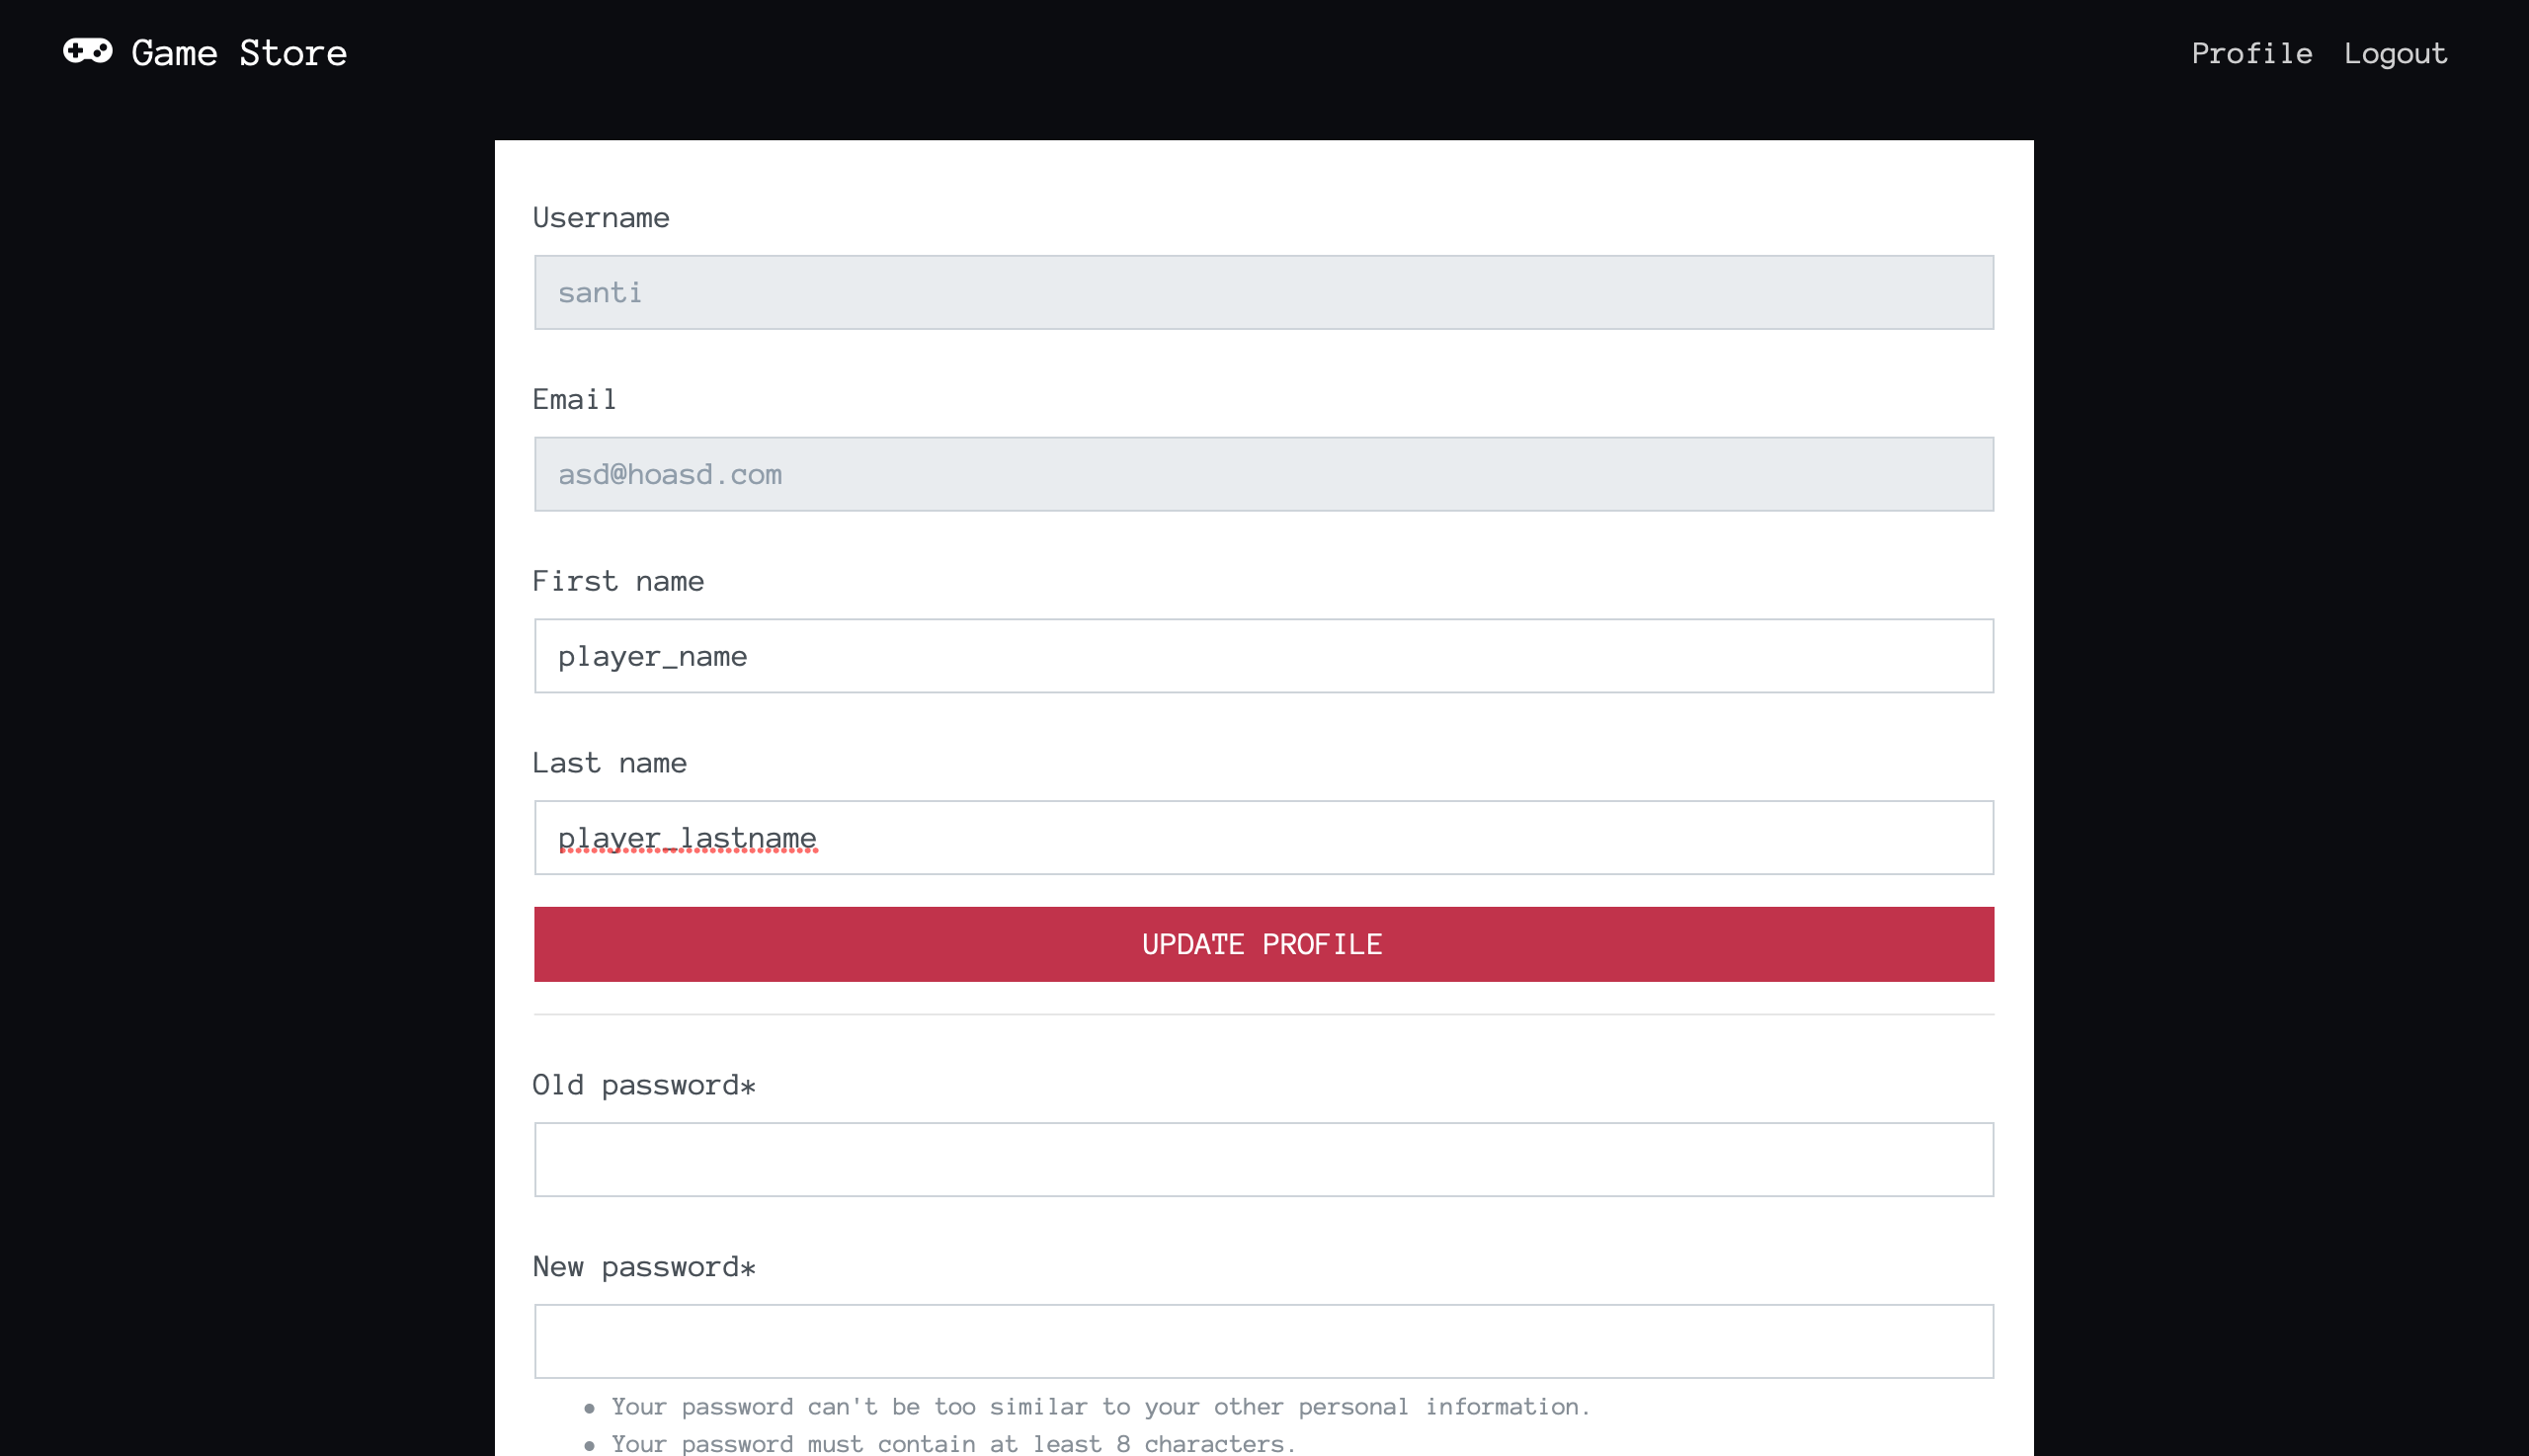 Game Store Profile Logout
Username
santi
Email
asd@hoasd.com
First name
player_name
Last name
player_lastname
UPDATE PROFILE
Old password*
New password*
• Your password can't be too similar to your other personal information.
• Your password must contain at least 8 characters.